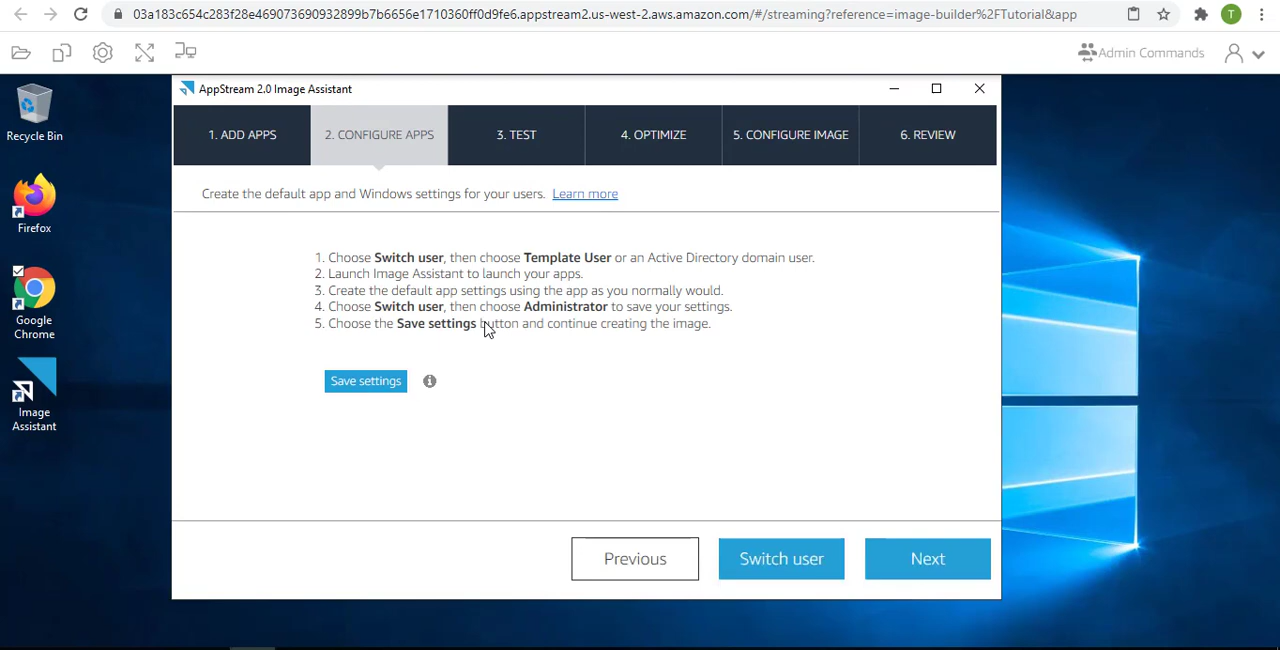 03a183c654c283f28e469073690932899b7b6656e1710360ff0d9fe6.appstream2.us-west-2.aws.amazon.com/#/streaming?reference=image-builder%2FTutorial&app
T
Admin Commands
AppStream 2.0 Image Assistant
1. ADD APPS
2. CONFIGURE APPS
3. TEST
4. OPTIMIZE
5. CONFIGURE IMAGE
6. REVIEW
Create the default app and Windows settings for your users. Learn more
1. Choose Switch user, then choose Template User or an Active Directory domain user.
2. Launch Image Assistant to launch your apps.
3. Create the default app settings using the app as you normally would.
4. Choose Switch user, then choose Administrator to save your settings.
5. Choose the Save settings button and continue creating the image.
Save settings
Previous
Switch user
Next
Recycle Bin
Firefox
Google
Chrome
Image
Assistant